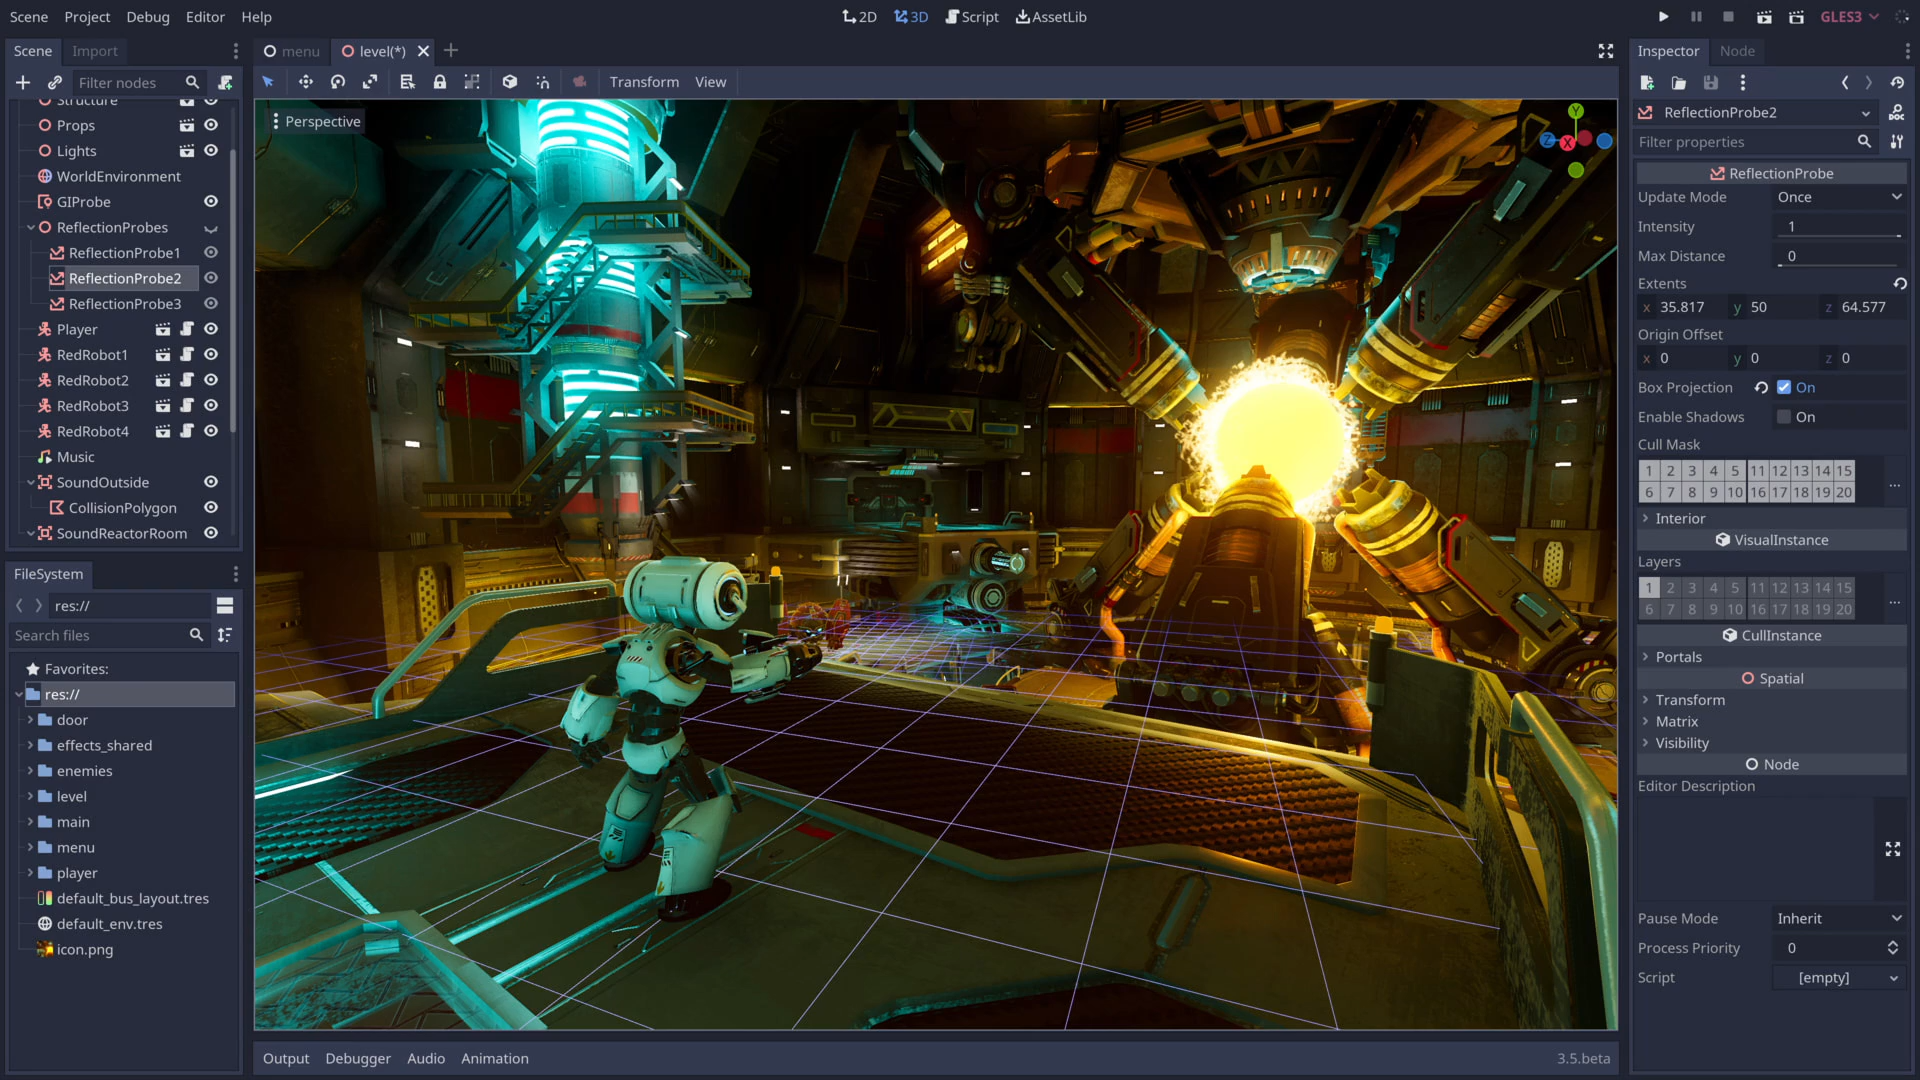 Scene Project Debug Editor Help
2D 3D Script AssetLib
GLES3
Scene Import
Filter nodes
Structure
Props
Lights
WorldEnvironment
GIProbe
ReflectionProbes
ReflectionProbe1
ReflectionProbe2
ReflectionProbe3
Player
RedRobot1
RedRobot2
RedRobot3
RedRobot4
Music
SoundOutside
CollisionPolygon
SoundReactorRoom
FileSystem
res://
Search files
Favorites:
res://
door
effects_shared
enemies
level
main
menu
player
default_bus_layout.tres
default_env.tres
icon.png
menu level(*)
Transform View
Perspective
Y
Z X
Output Debugger Audio Animation 3.5.beta
Inspector Node
ReflectionProbe2
DOC
Filter properties
ReflectionProbe
Update Mode Once
Intensity 1
Max Distance 0
Extents
x 35.817 y 50 z 64.577
Origin Offset
x 0 y 0 z 0
Box Projection On
Enable Shadows On
Cull Mask
1 2 3 4 5 11 12 13 14 15
6 7 8 9 10 16 17 18 19 20 ...
Interior
VisualInstance
Layers
1 2 3 4 5 11 12 13 14 15
6 7 8 9 10 16 17 18 19 20 ...
CullInstance
Portals
Spatial
Transform
Matrix
Visibility
Node
Editor Description
Pause Mode Inherit
Process Priority 0
Script [empty]